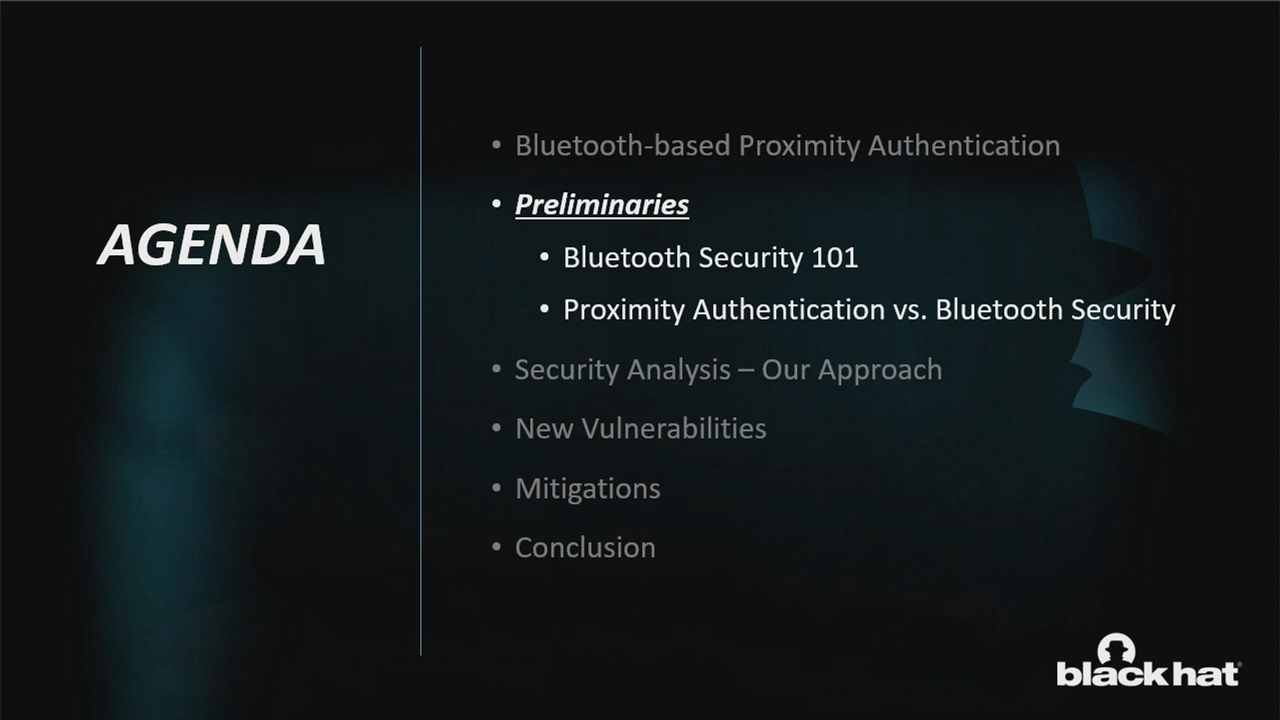 AGENDA
• Bluetooth-based Proximity Authentication
• Preliminaries
• Bluetooth Security 101
• Proximity Authentication vs. Bluetooth Security
• Security Analysis – Our Approach
• New Vulnerabilities
• Mitigations
• Conclusion
black hat